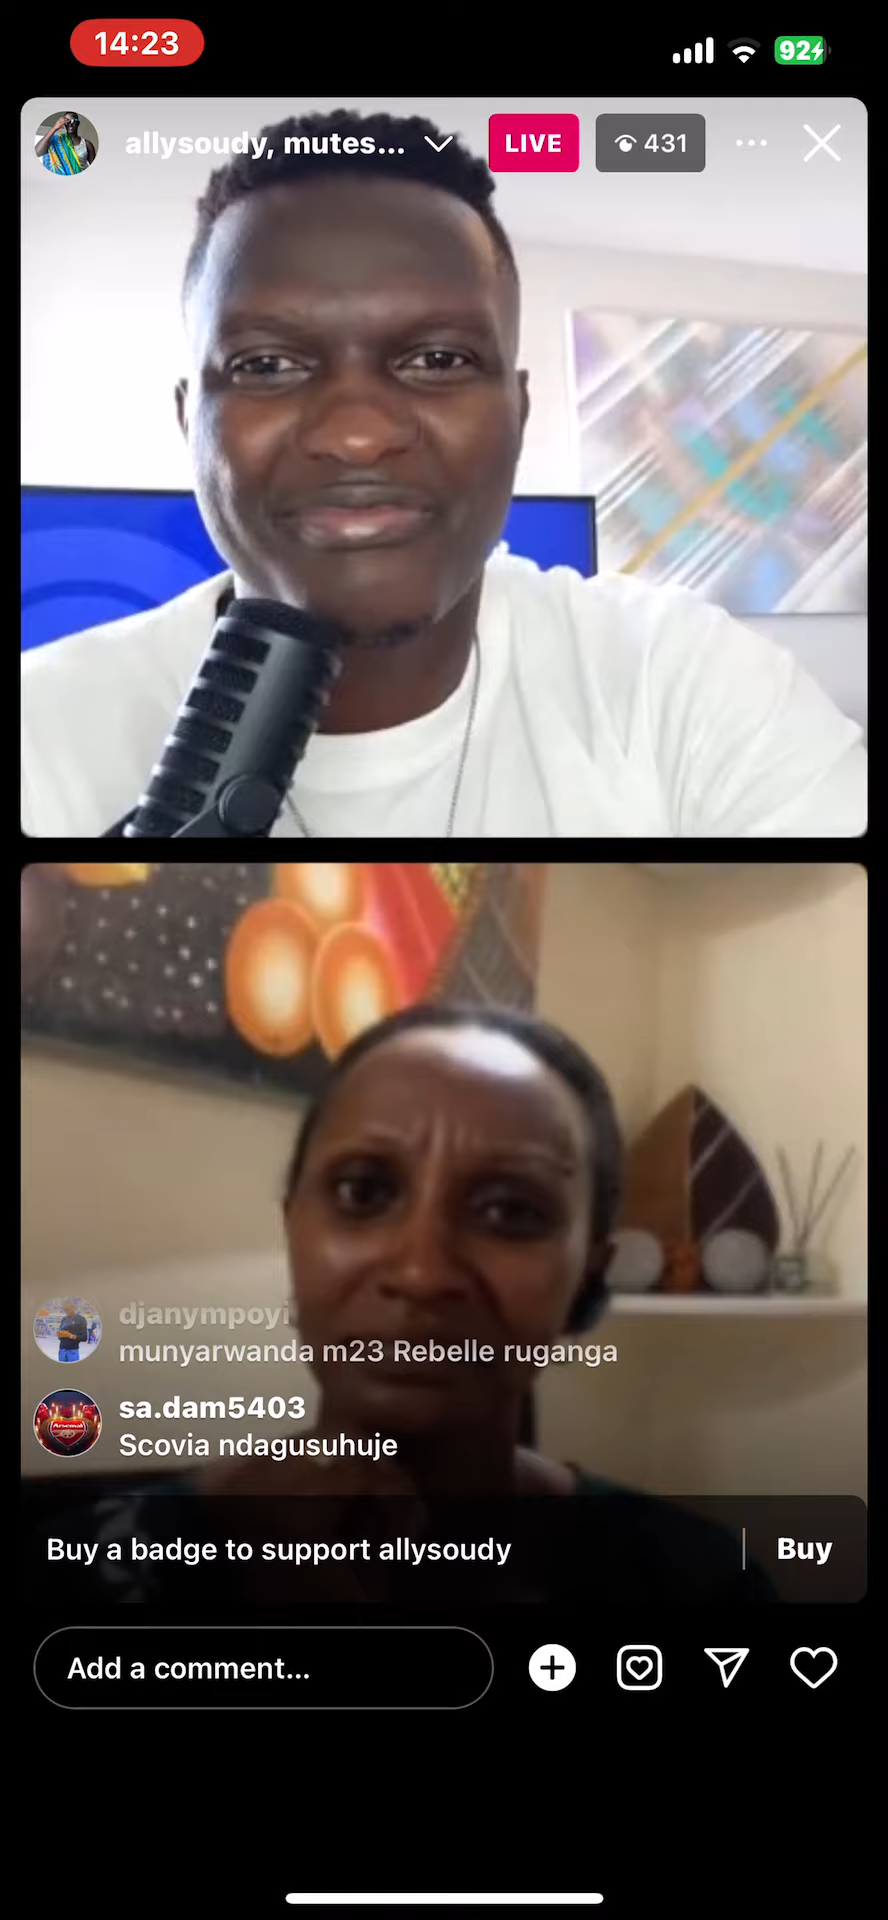 14:23
92
allysoudy, mutes...
LIVE
431
djanympoyi
munyarwanda m23 Rebelle ruganga
Arsenal
sa.dam5403
Scovia ndagusuhuje
Buy a badge to support allysoudy
Buy
Add a comment...